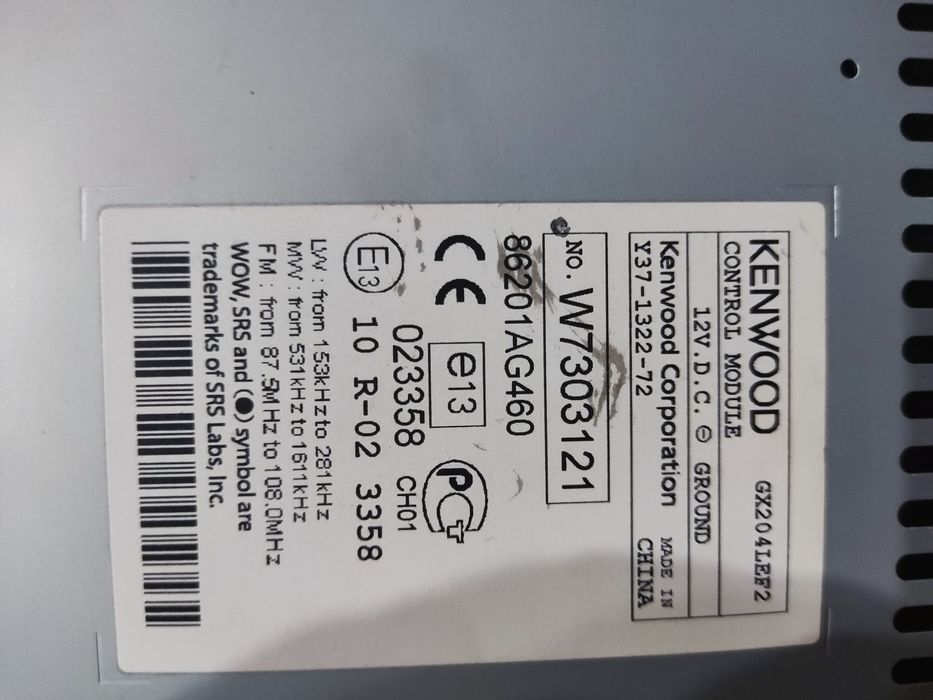 KENWOOD GX204LEF2
CONTROL MODULE
12V.D.C. ⊖ GROUND
Kenwood Corporation MADE IN
Y37-1322-72 CHINA
NO. W7303121
86201AG460
CE e13 PCT
023358 CH01
E13 10 R-02 3358
LW : from 153kHz to 281kHz
MW : from 531kHz to 1611kHz
FM : from 87.5MHz to 108.0MHz
WOW, SRS and (●) symbol are
trademarks of SRS Labs, Inc.